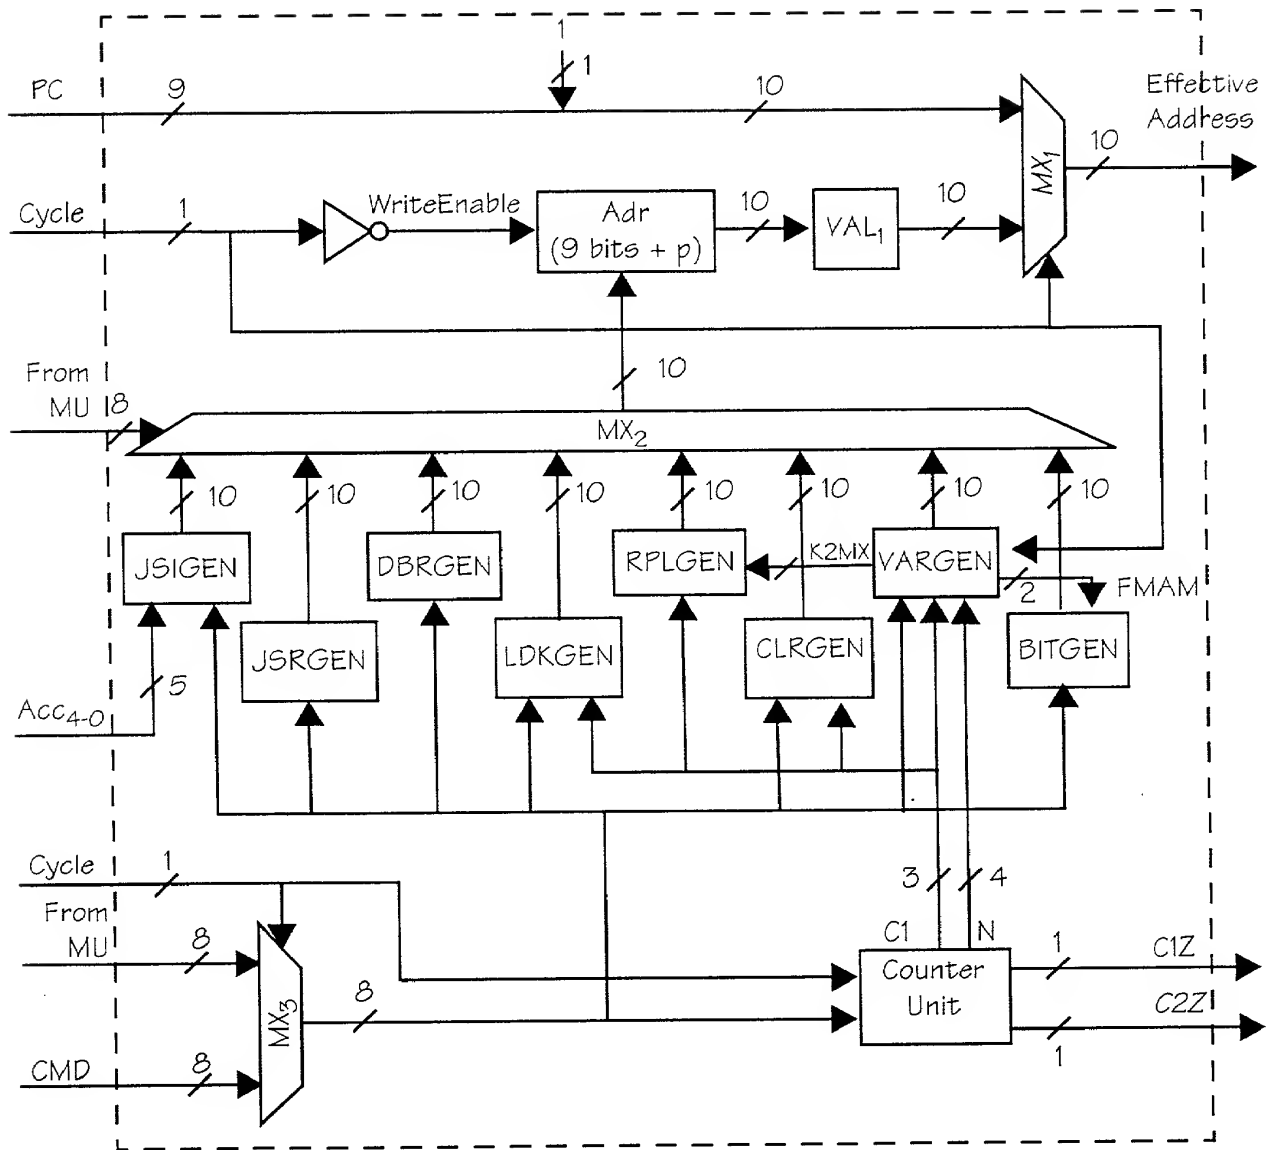 1
1
PC
9
10
Effective
Address
MX1
10
Cycle
1
WriteEnable
Adr
(9 bits + p)
10
VAL1
10
From
MU
8
10
MX2
10
10
10
10
10
10
10
10
JSIGEN
DBRGEN
RPLGEN
K2MX
VARGEN
2
FMAM
JSRGEN
LDKGEN
CLRGEN
BITGEN
5
Acc4-0
Cycle
1
3
4
From
MU
8
C1
N
Counter
Unit
1
C1Z
MX3
8
C2Z
1
CMD
8